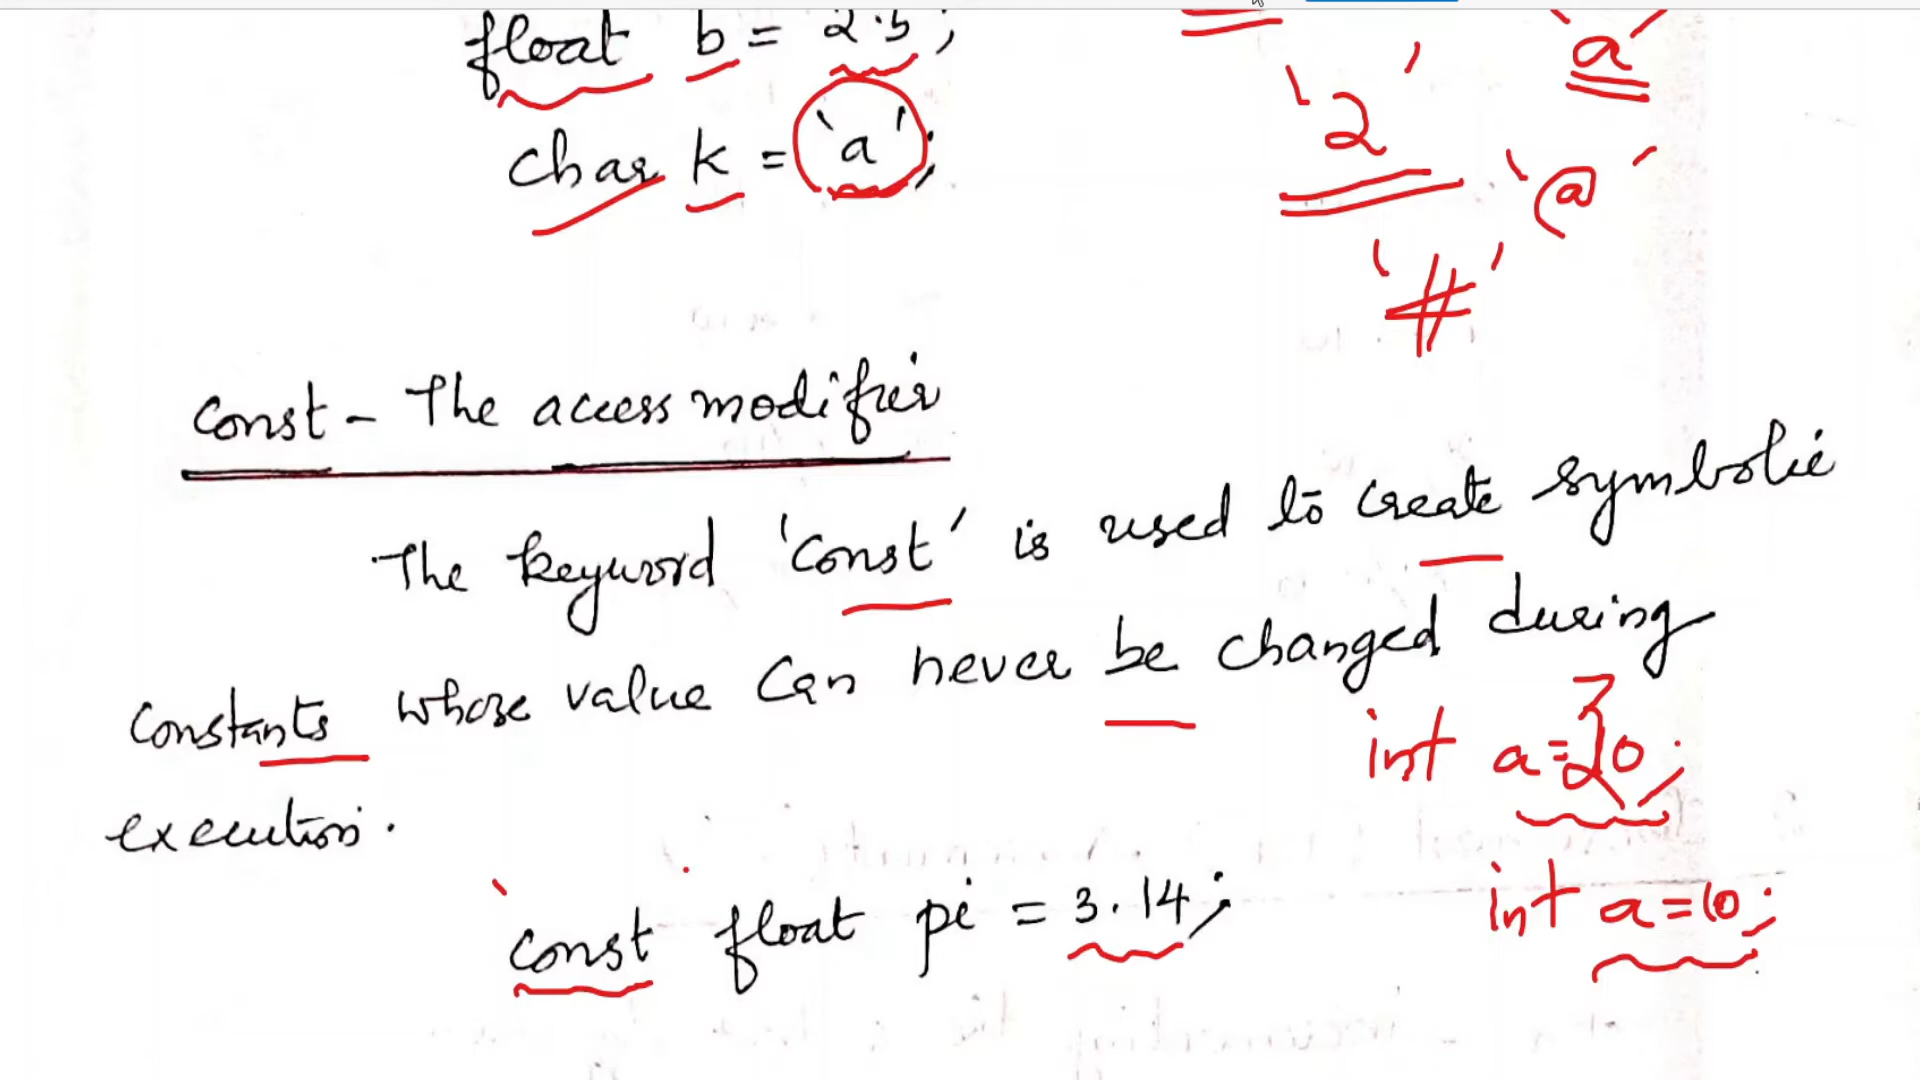 float b = 2.5;
char k = 'a';
a
'2'
'@'
'#'
Const - The access modifier
The keyword 'Const' is used to create symbolic
Constants whose value Can never be changed during
execution.
int a=20;
const float pi = 3.14;
int a=10;